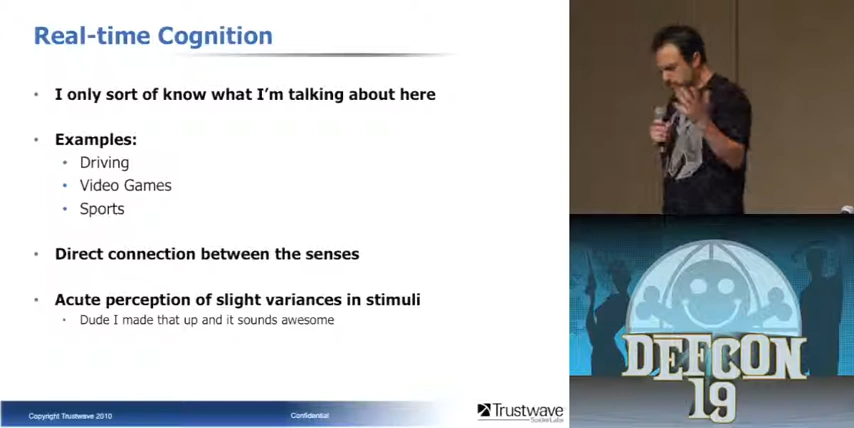 Real-time Cognition
I only sort of know what I'm talking about here
Examples:
Driving
Video Games
Sports
Direct connection between the senses
Acute perception of slight variances in stimuli
Dude I made that up and it sounds awesome
Copyright Trustwave 2010
Confidential
Trustwave
SpiderLabs
DEFCON
19